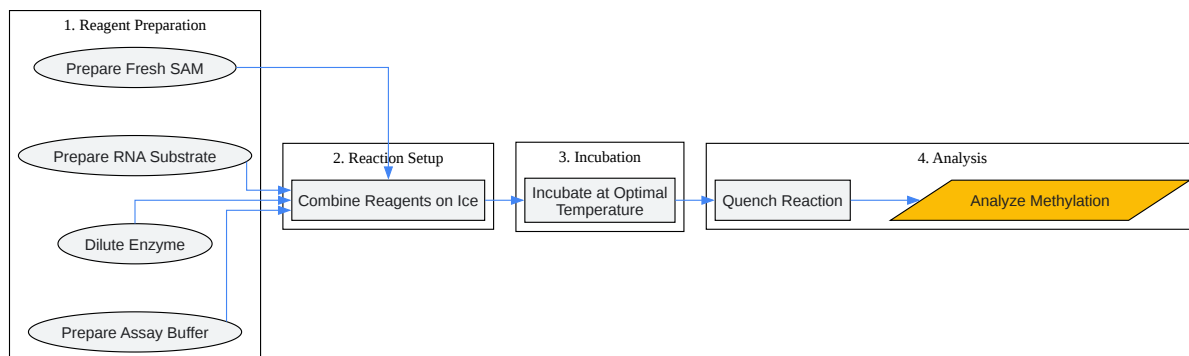 1. Reagent Preparation
Prepare Fresh SAM
Prepare RNA Substrate
Dilute Enzyme
Prepare Assay Buffer
2. Reaction Setup
Combine Reagents on Ice
3. Incubation
Incubate at Optimal
Temperature
4. Analysis
Quench Reaction
Analyze Methylation